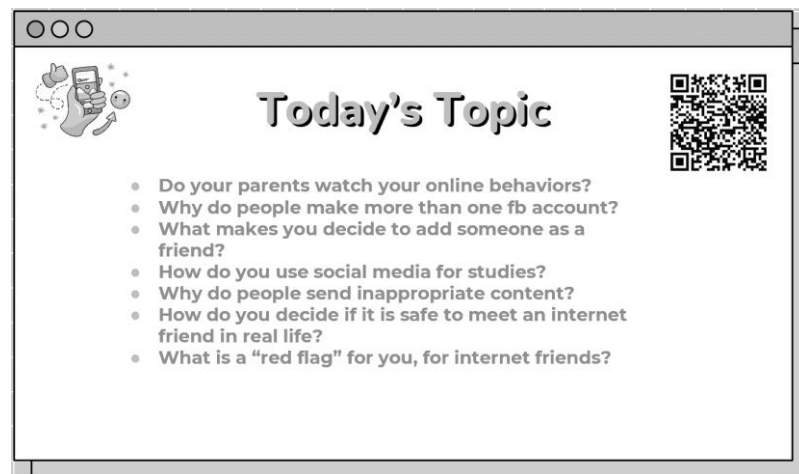 Today's Topic
● Do your parents watch your online behaviors?
● Why do people make more than one fb account?
● What makes you decide to add someone as a
friend?
● How do you use social media for studies?
● Why do people send inappropriate content?
● How do you decide if it is safe to meet an internet
friend in real life?
● What is a “red flag” for you, for internet friends?